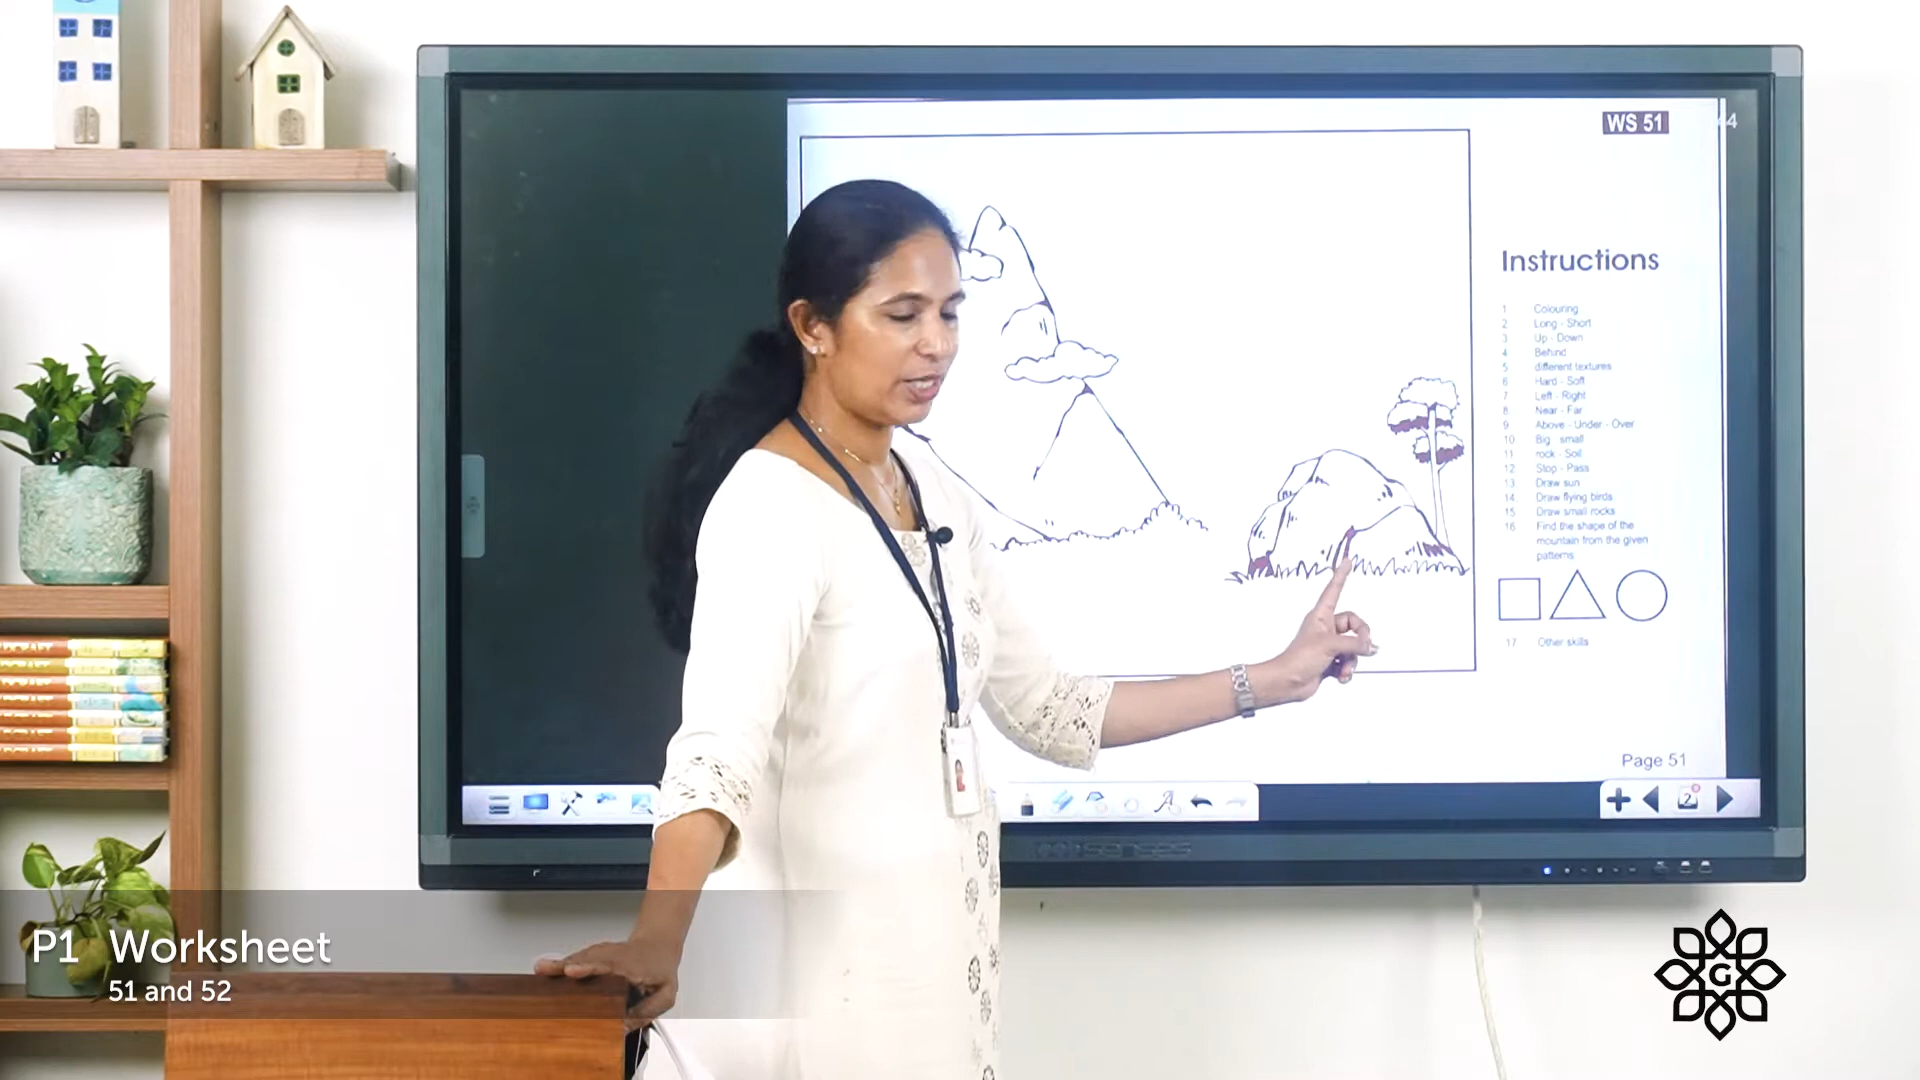 WS 51
Instructions
1 Colouring
2 Long - Short
3 Up - Down
4 Behind
5 different textures
6 Hard - Soft
7 Left - Right
8 Near - Far
9 Above - Under - Over
10 Big small
11 rock - Soil
12 Stop - Pass
13 Draw sun
14 Draw flying birds
15 Draw small rocks
16 Find the shape of the
mountain from the given
patterns
17 Other skills
Page 51
2
P1 Worksheet
51 and 52
G